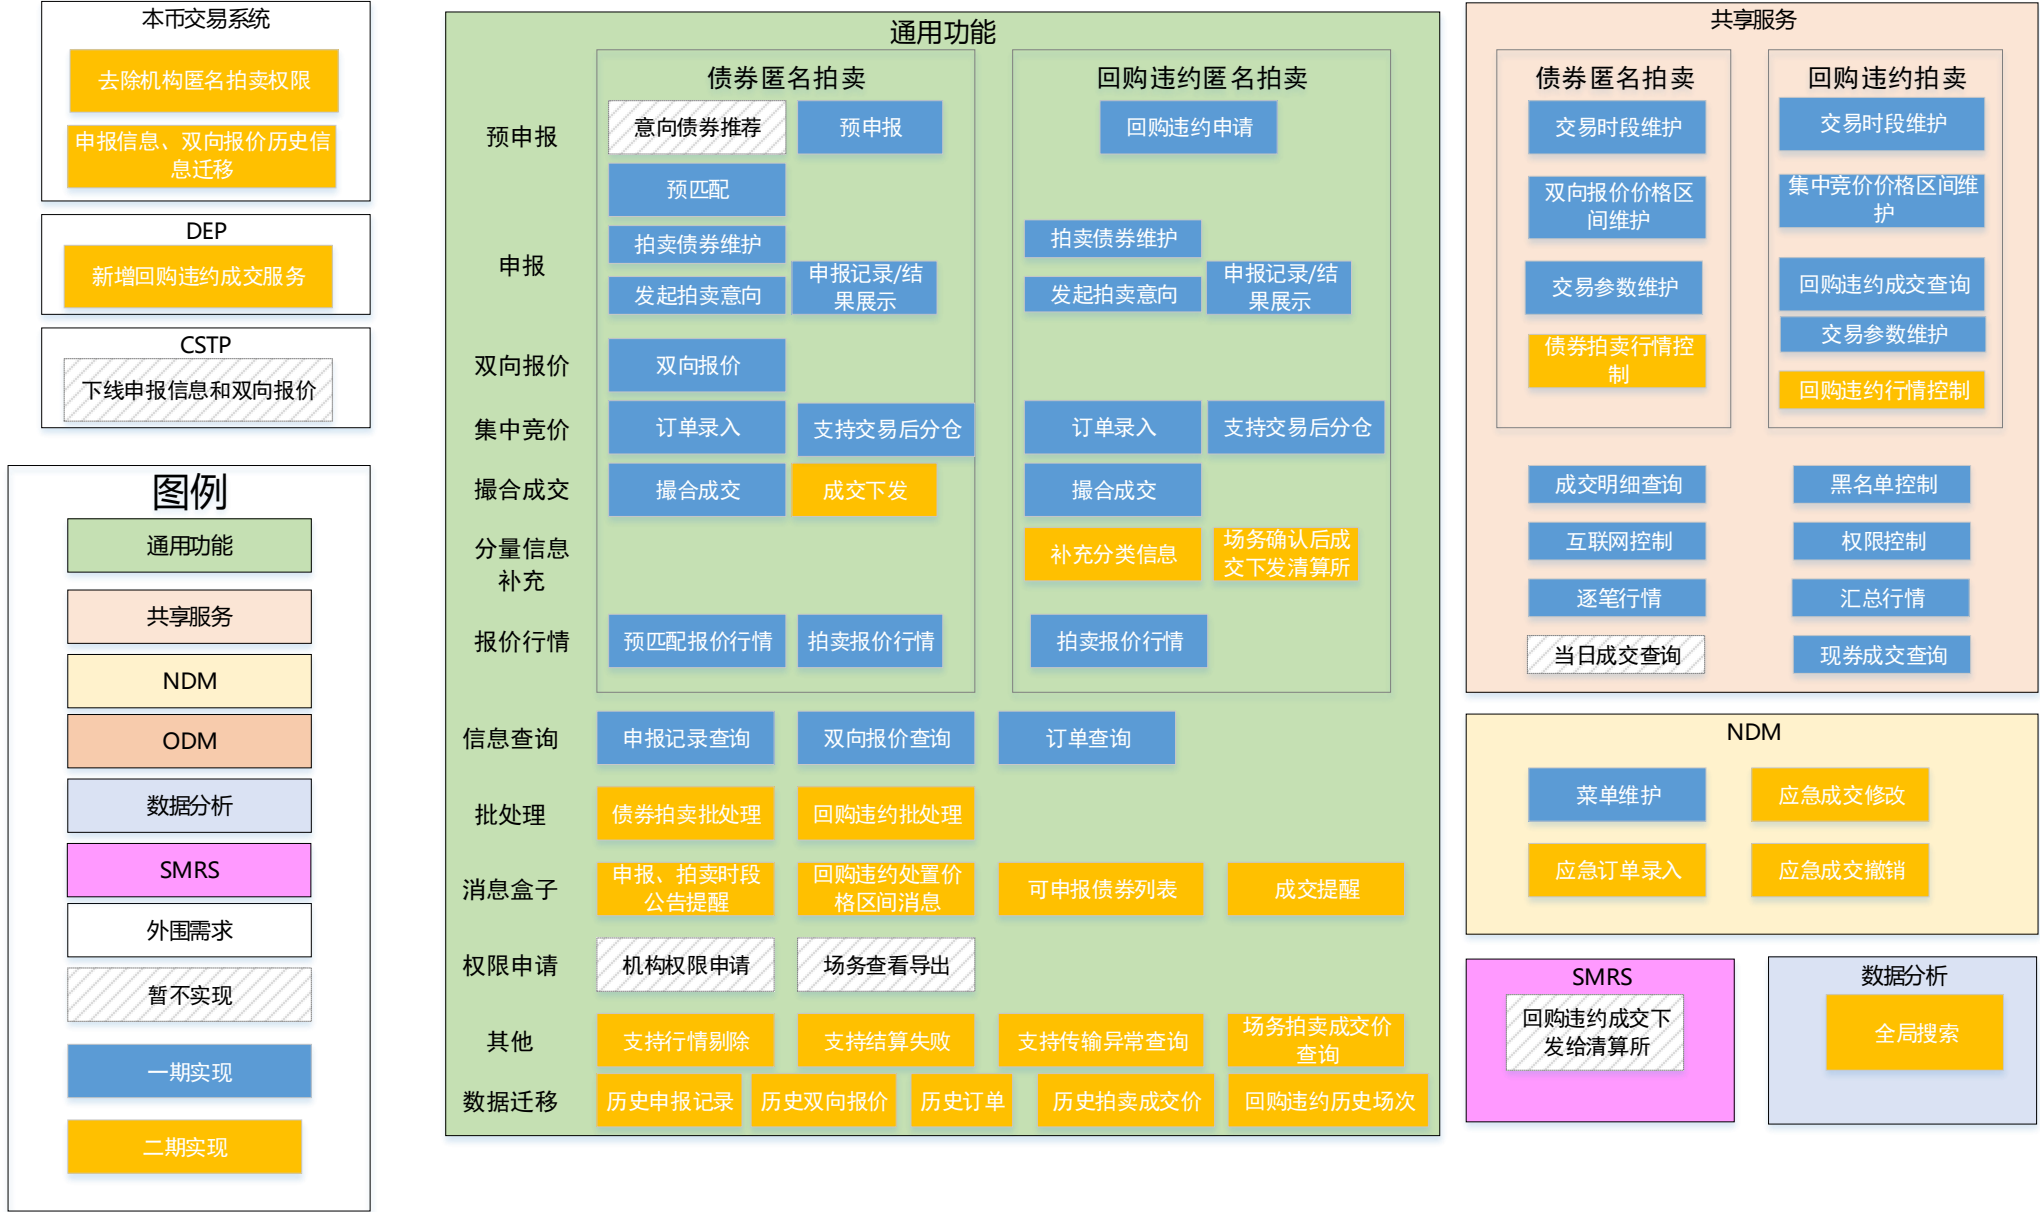 本币交易系统
去除机构匿名拍卖权限
申报信息、双向报价历史信
息迁移
DEP
新增回购违约成交服务
CSTP
下线申报信息和双向报价
图例
通用功能
共享服务
NDM
ODM
数据分析
SMRS
外围需求
暂不实现
一期实现
二期实现
通用功能
债券匿名拍卖
回购违约匿名拍卖
预申报
意向债券推荐
预申报
回购违约申请
预匹配
申报
拍卖债券维护
发起拍卖意向
申报记录/结
果展示
拍卖债券维护
发起拍卖意向
申报记录/结
果展示
双向报价
双向报价
集中竞价
订单录入
支持交易后分仓
订单录入
支持交易后分仓
撮合成交
撮合成交
成交下发
撮合成交
分量信息
补充
补充分类信息
场务确认后成
交下发清算所
报价行情
预匹配报价行情
拍卖报价行情
拍卖报价行情
信息查询
申报记录查询
双向报价查询
订单查询
批处理
债券拍卖批处理
回购违约批处理
消息盒子
申报、拍卖时段
公告提醒
回购违约处置价
格区间消息
可申报债券列表
成交提醒
权限申请
机构权限申请
场务查看导出
其他
支持行情剔除
支持结算失败
支持传输异常查询
场务拍卖成交价
查询
数据迁移
历史申报记录
历史双向报价
历史订单
历史拍卖成交价
回购违约历史场次
共享服务
债券匿名拍卖
交易时段维护
双向报价价格区
间维护
交易参数维护
债券拍卖行情控
制
回购违约拍卖
交易时段维护
集中竞价价格区间维
护
回购违约成交查询
交易参数维护
回购违约行情控制
成交明细查询
黑名单控制
互联网控制
权限控制
逐笔行情
汇总行情
当日成交查询
现券成交查询
NDM
菜单维护
应急成交修改
应急订单录入
应急成交撤销
SMRS
回购违约成交下
发给清算所
数据分析
全局搜索